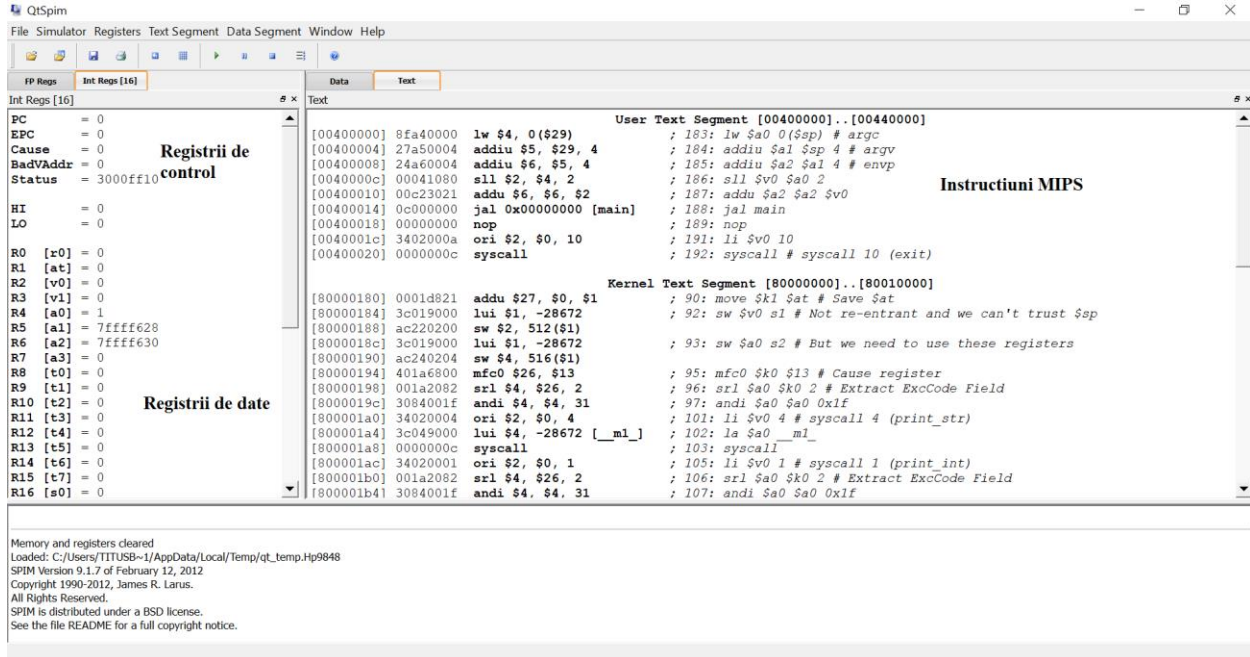 QtSpim
File Simulator Registers Text Segment Data Segment Window Help
FP Regs Int Regs [16]
Int Regs [16]
PC = 0
EPC = 0
Cause = 0
BadVAddr = 0
Status = 3000ff10
HI = 0
LO = 0
R0 [r0] = 0
R1 [at] = 0
R2 [v0] = 0
R3 [v1] = 0
R4 [a0] = 1
R5 [a1] = 7ffff628
R6 [a2] = 7ffff630
R7 [a3] = 0
R8 [t0] = 0
R9 [t1] = 0
R10 [t2] = 0
R11 [t3] = 0
R12 [t4] = 0
R13 [t5] = 0
R14 [t6] = 0
R15 [t7] = 0
R16 [s0] = 0
Registrii de
control
Registrii de date
Data Text
Text
User Text Segment [00400000]..[00440000]
[00400000] 8fa40000 lw $4, 0($29) ; 183: lw $a0 0($sp) # argc
[00400004] 27a50004 addiu $5, $29, 4 ; 184: addiu $a1 $sp 4 # argv
[00400008] 24a60004 addiu $6, $5, 4 ; 185: addiu $a2 $a1 4 # envp
[0040000c] 00041080 sll $2, $4, 2 ; 186: sll $v0 $a0 2
[00400010] 00c23021 addu $6, $6, $2 ; 187: addu $a2 $a2 $v0
[00400014] 0c000000 jal 0x00000000 [main] ; 188: jal main
[00400018] 00000000 nop ; 189: nop
[0040001c] 3402000a ori $2, $0, 10 ; 191: li $v0 10
[00400020] 0000000c syscall ; 192: syscall # syscall 10 (exit)
Instructiuni MIPS
Kernel Text Segment [80000000]..[80010000]
[80000180] 0001d821 addu $27, $0, $1 ; 90: move $k1 $at # Save $at
[80000184] 3c019000 lui $1, -28672 ; 92: sw $v0 s1 # Not re-entrant and we can't trust $sp
[80000188] ac220200 sw $2, 512($1)
[8000018c] 3c019000 lui $1, -28672 ; 93: sw $a0 s2 # But we need to use these registers
[80000190] ac240204 sw $4, 516($1)
[80000194] 401a6800 mfc0 $26, $13 ; 95: mfc0 $k0 $13 # Cause register
[80000198] 001a2082 srl $4, $26, 2 ; 96: srl $a0 $k0 2 # Extract ExcCode Field
[8000019c] 3084001f andi $4, $4, 31 ; 97: andi $a0 $a0 0x1f
[800001a0] 34020004 ori $2, $0, 4 ; 101: li $v0 4 # syscall 4 (print_str)
[800001a4] 3c049000 lui $4, -28672 [__m1_] ; 102: la $a0 __m1_
[800001a8] 0000000c syscall ; 103: syscall
[800001ac] 34020001 ori $2, $0, 1 ; 105: li $v0 1 # syscall 1 (print_int)
[800001b0] 001a2082 srl $4, $26, 2 ; 106: srl $a0 $k0 2 # Extract ExcCode Field
[800001b4] 3084001f andi $4, $4, 31 ; 107: andi $a0 $a0 0x1f
Memory and registers cleared
Loaded: C:/Users/TITUSB~1/AppData/Local/Temp/qt_temp.Hp9848
SPIM Version 9.1.7 of February 12, 2012
Copyright 1990-2012, James R. Larus.
All Rights Reserved.
SPIM is distributed under a BSD license.
See the file README for a full copyright notice.